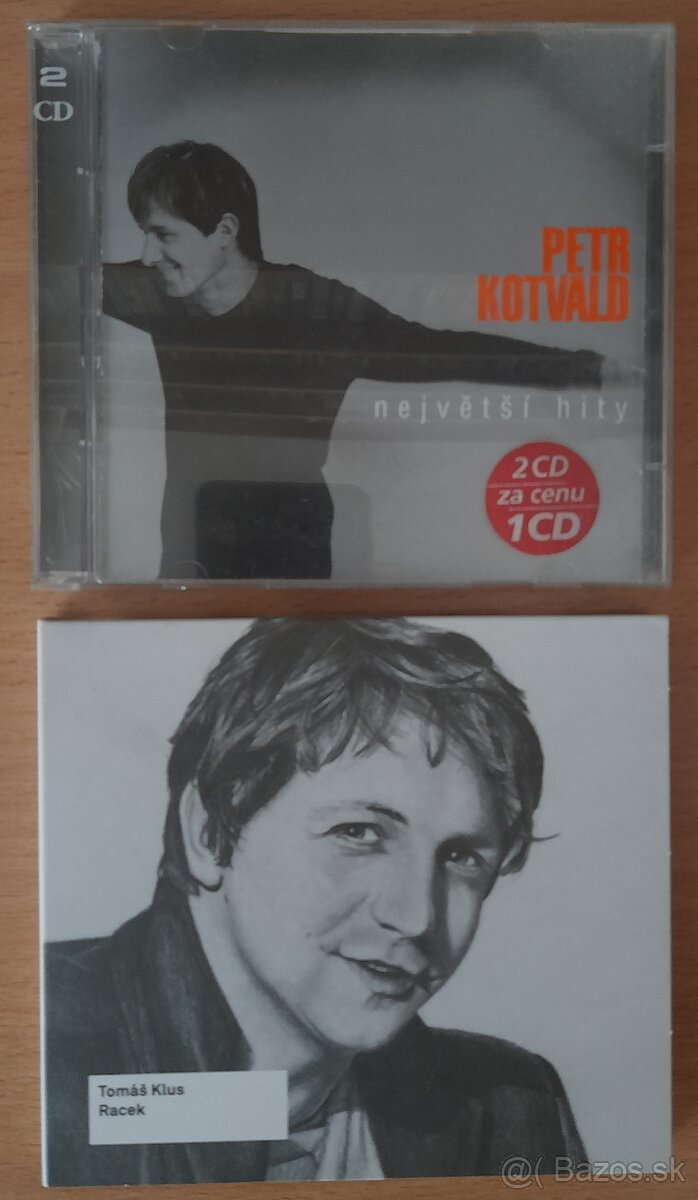 2
CD
PETR
KOTVALD
největší hity
2CD
za cenu
1CD
Tomáš Klus
Racek
@( Bazos.sk